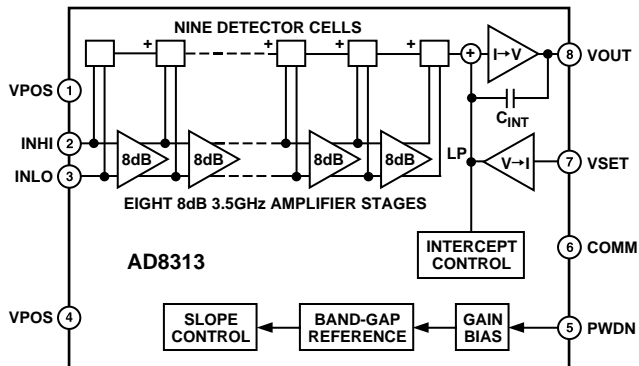 NINE DETECTOR CELLS
+ + + + +
I→V
8 VOUT
VPOS 1
CINT
INHI 2
8dB 8dB 8dB 8dB
LP
V→I
7 VSET
INLO 3
EIGHT 8dB 3.5GHz AMPLIFIER STAGES
INTERCEPT
CONTROL
6 COMM
AD8313
VPOS 4
SLOPE
CONTROL
BAND-GAP
REFERENCE
GAIN
BIAS
5 PWDN